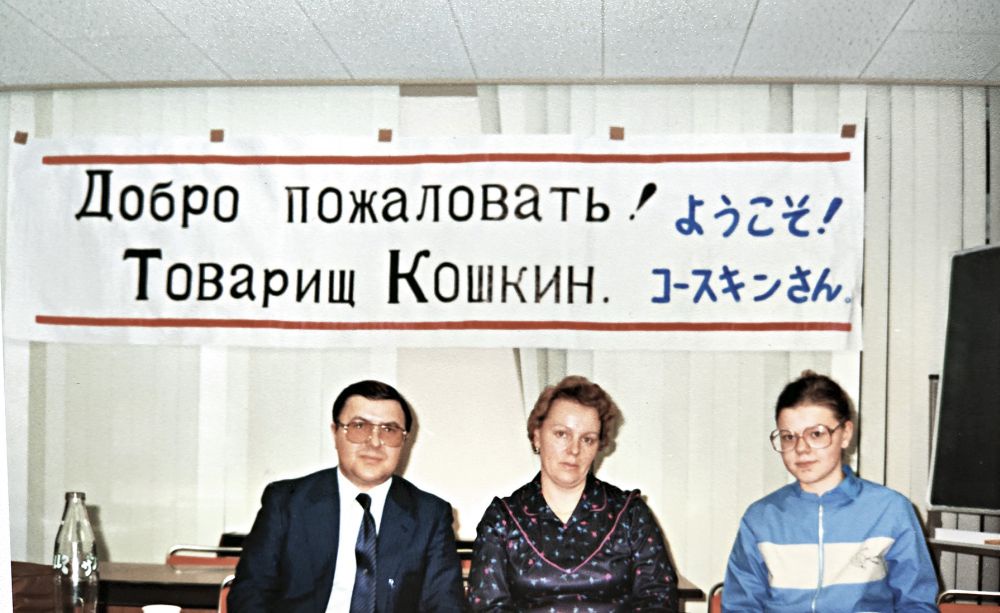 Добро пожаловать! ようこそ!
Товарищ Кошкин. コースキンさん。